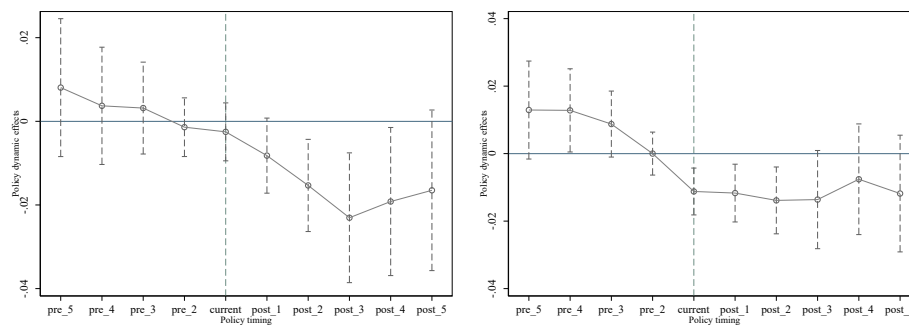 .02
0
-.02
-.04
Policy dynamic effects
pre_5 pre_4 pre_3 pre_2 current post_1 post_2 post_3 post_4 post_5
Policy timing
.04
.02
0
-.02
-.04
Policy dynamic effects
pre_5 pre_4 pre_3 pre_2 current post_1 post_2 post_3 post_4 post_
Policy timing